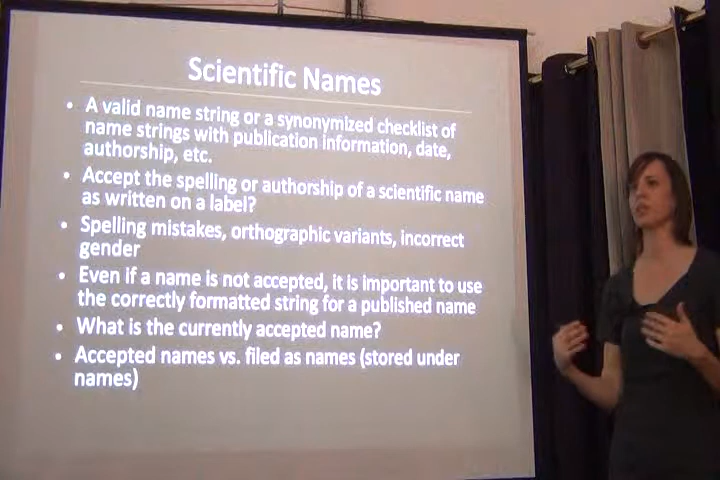 Scientific Names
• A valid name string or a synonymized checklist of
name strings with publication information, date,
authorship, etc.
• Accept the spelling or authorship of a scientific name
as written on a label?
• Spelling mistakes, orthographic variants, incorrect
gender
• Even if a name is not accepted, it is important to use
the correctly formatted string for a published name
• What is the currently accepted name?
• Accepted names vs. filed as names (stored under
names)